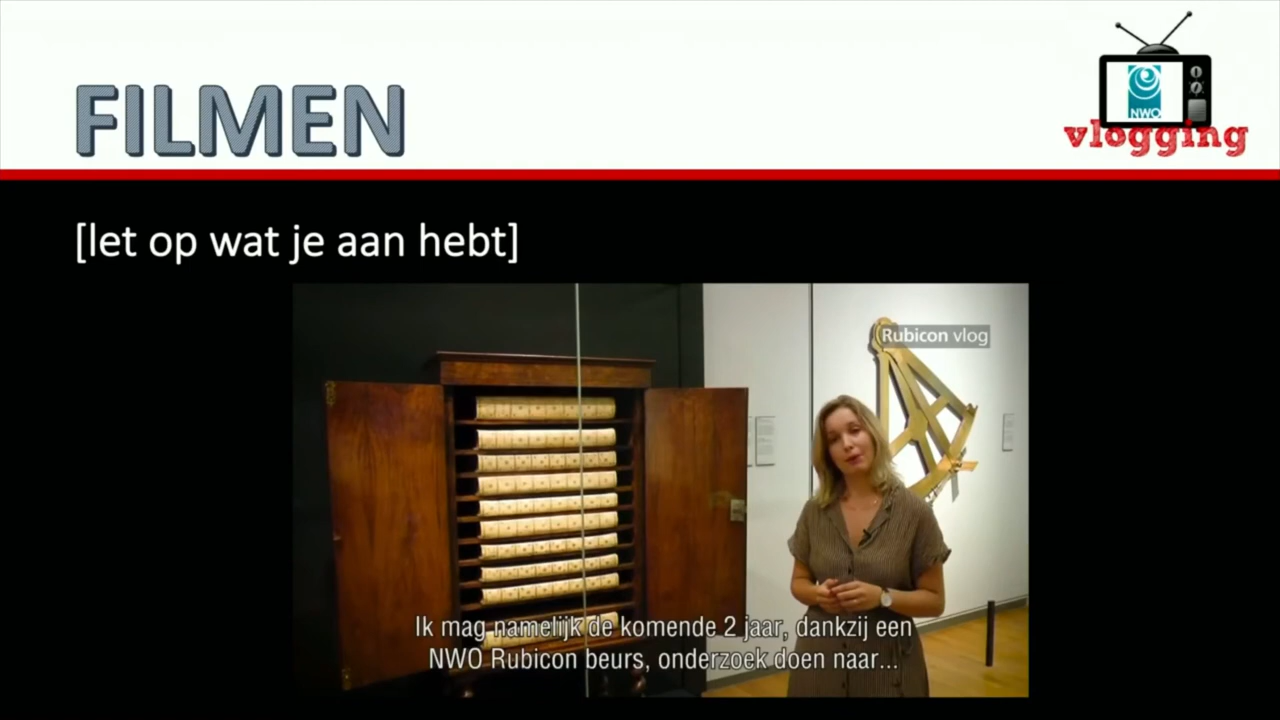 FILMEN
NWO
vlogging
[let op wat je aan hebt]
Rubicon vlog
Ik mag namelijk de komende 2 jaar, dankzij een
NWO Rubicon beurs, onderzoek doen naar...